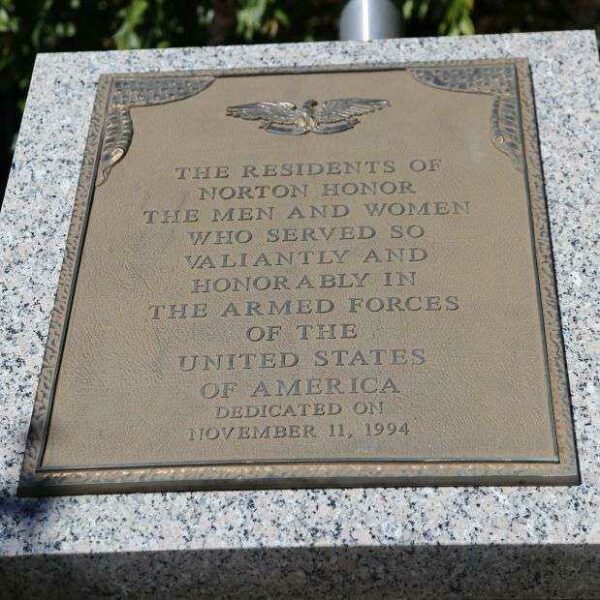 THE RESIDENTS OF
NORTON HONOR
THE MEN AND WOMEN
WHO SERVED SO
VALIANTLY AND
HONORABLY IN
THE ARMED FORCES
OF THE
UNITED STATES
OF AMERICA
DEDICATED ON
NOVEMBER 11, 1994